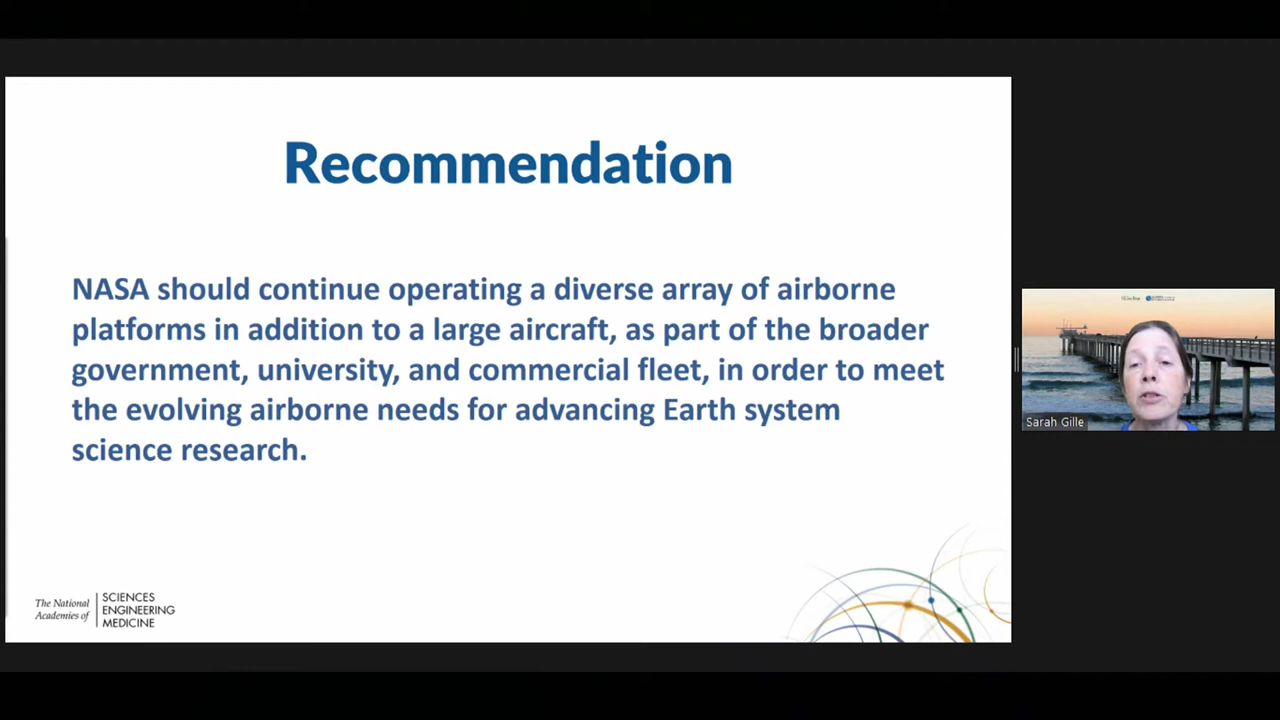 Recommendation
NASA should continue operating a diverse array of airborne
platforms in addition to a large aircraft, as part of the broader
government, university, and commercial fleet, in order to meet
the evolving airborne needs for advancing Earth system
science research.
The National
Academies of
SCIENCES
ENGINEERING
MEDICINE
Sarah Gille